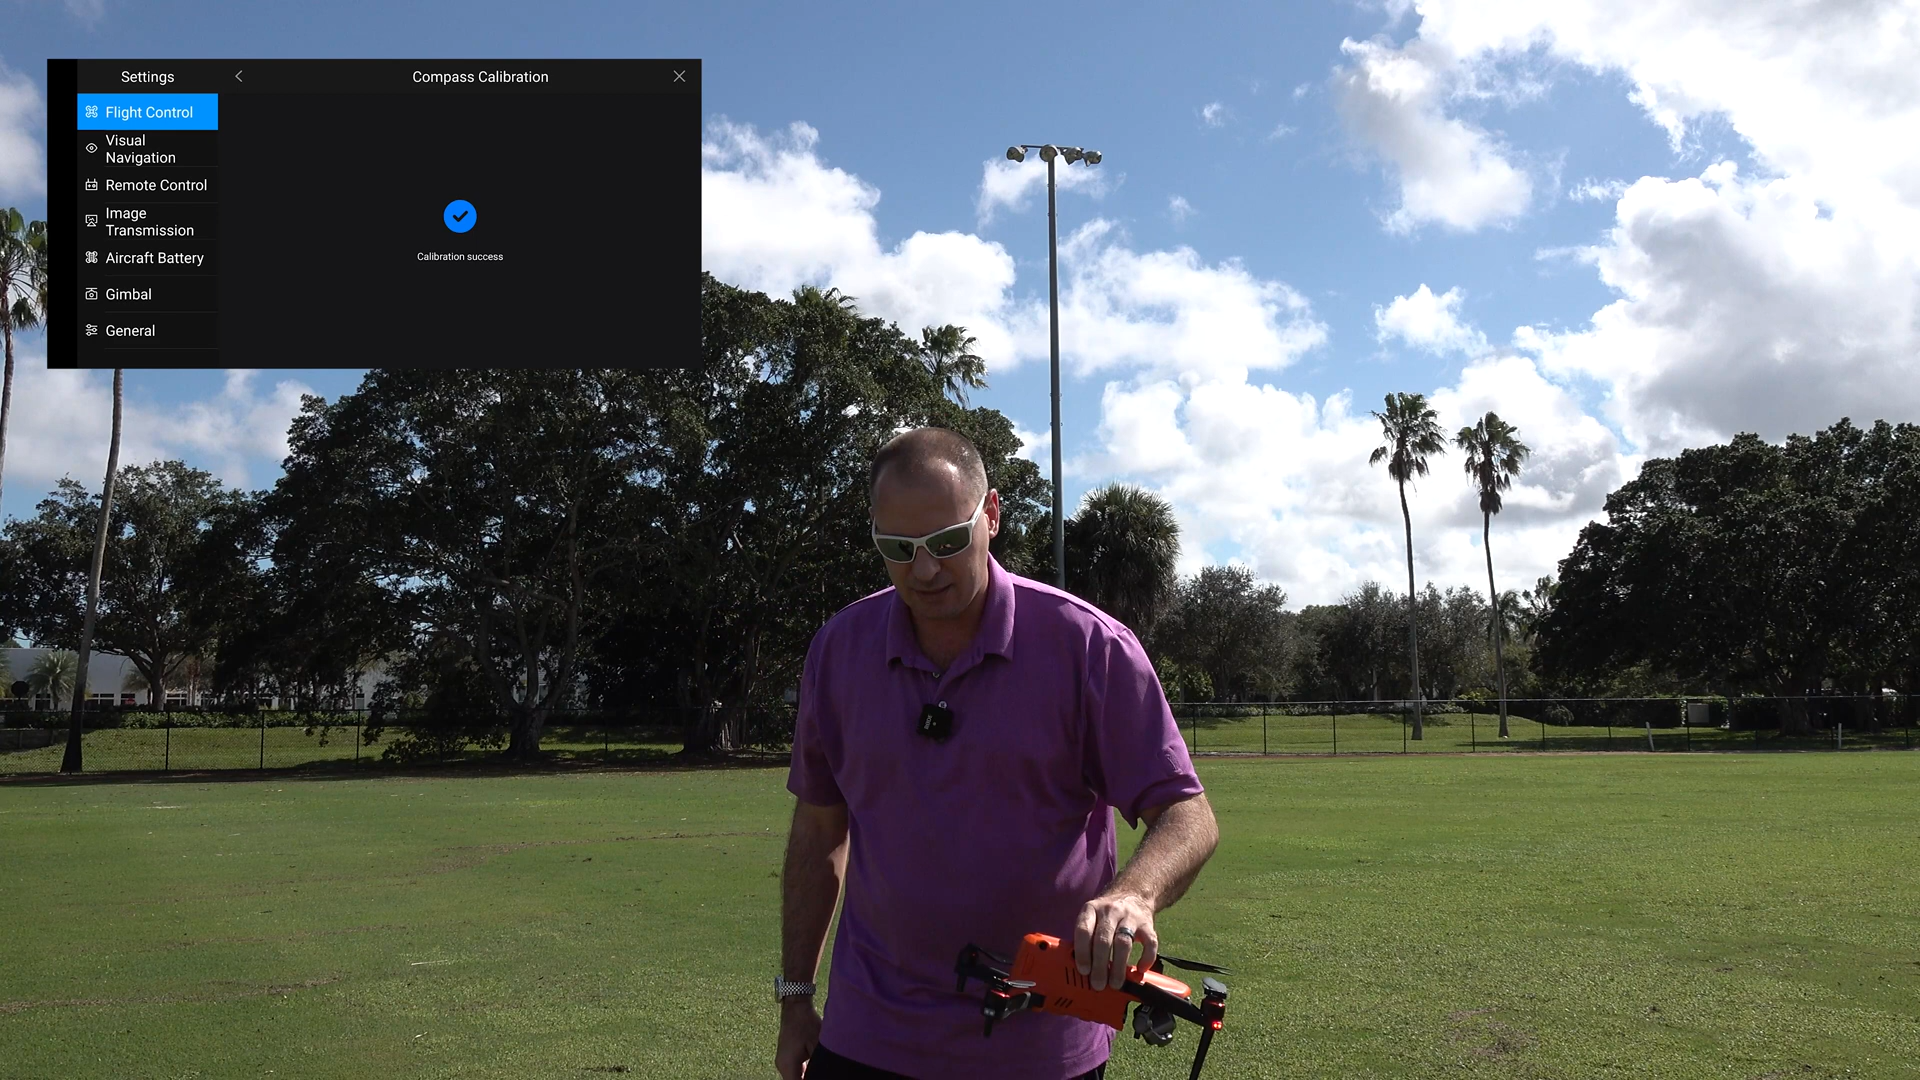 Settings
Compass Calibration
Flight Control
Visual
Navigation
Remote Control
Image
Transmission
Aircraft Battery
Gimbal
General
Calibration success